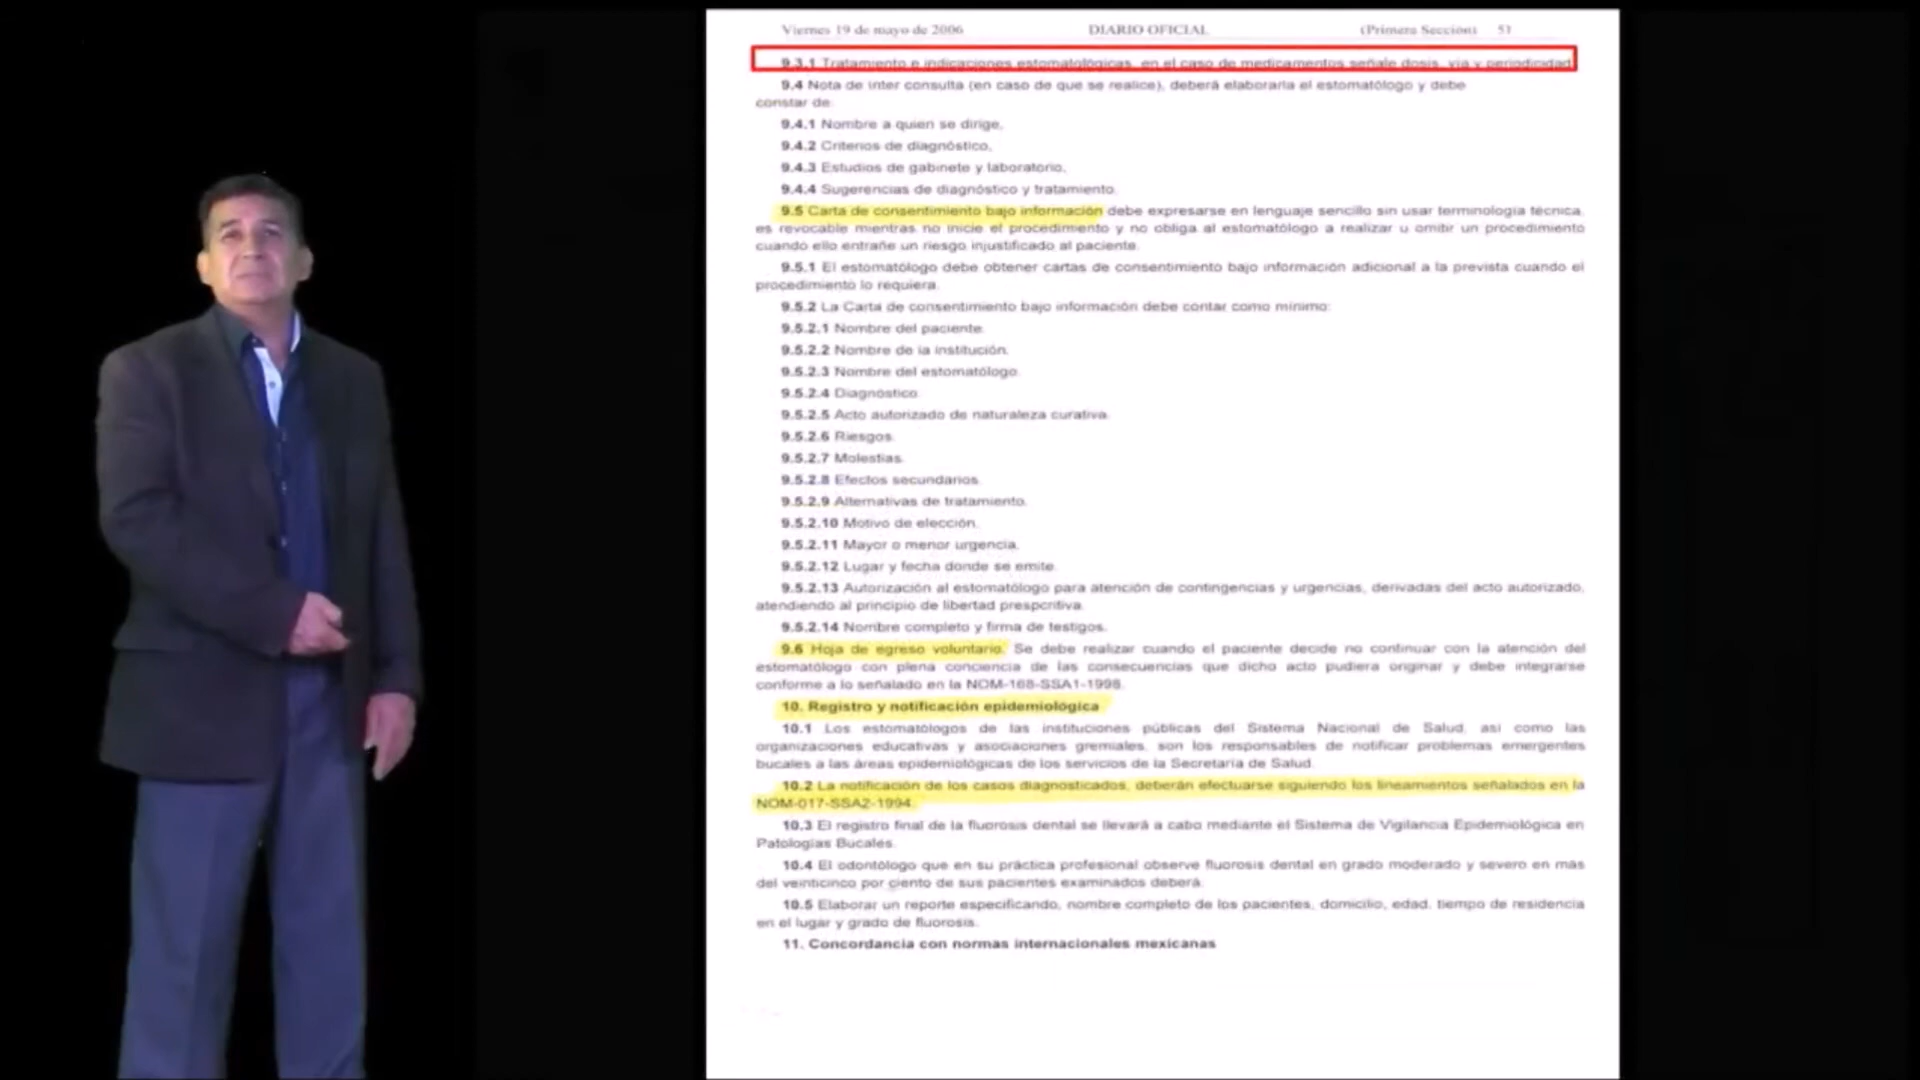 Viernes 19 de mayo de 2006 DIARIO OFICIAL (Primera Sección) 51
9.3.1 Tratamiento e indicaciones estomatológicas, en el caso de medicamentos señale dosis, vía y periodicidad
9.4 Nota de inter consulta (en caso de que se realice), deberá elaborarla el estomatólogo y debe
constar de:
9.4.1 Nombre a quien se dirige,
9.4.2 Criterios de diagnóstico,
9.4.3 Estudios de gabinete y laboratorio,
9.4.4 Sugerencias de diagnóstico y tratamiento.
9.5 Carta de consentimiento bajo información debe expresarse en lenguaje sencillo sin usar terminología técnica,
es revocable mientras no inicie el procedimiento y no obliga al estomatólogo a realizar u omitir un procedimiento
cuando ello entrañe un riesgo injustificado al paciente.
9.5.1 El estomatólogo debe obtener cartas de consentimiento bajo información adicional a la prevista cuando el
procedimiento lo requiera.
9.5.2 La Carta de consentimiento bajo información debe contar como mínimo:
9.5.2.1 Nombre del paciente.
9.5.2.2 Nombre de la institución.
9.5.2.3 Nombre del estomatólogo.
9.5.2.4 Diagnóstico.
9.5.2.5 Acto autorizado de naturaleza curativa.
9.5.2.6 Riesgos.
9.5.2.7 Molestias.
9.5.2.8 Efectos secundarios.
9.5.2.9 Alternativas de tratamiento.
9.5.2.10 Motivo de elección.
9.5.2.11 Mayor o menor urgencia.
9.5.2.12 Lugar y fecha donde se emite.
9.5.2.13 Autorización al estomatólogo para atención de contingencias y urgencias, derivadas del acto autorizado,
atendiendo al principio de libertad prespcritiva.
9.5.2.14 Nombre completo y firma de testigos.
9.6 Hoja de egreso voluntario. Se debe realizar cuando el paciente decide no continuar con la atención del
estomatólogo con plena conciencia de las consecuencias que dicho acto pudiera originar y debe integrarse
conforme a lo señalado en la NOM-168-SSA1-1998.
10. Registro y notificación epidemiológica
10.1 Los estomatólogos de las instituciones públicas del Sistema Nacional de Salud, así como las
organizaciones educativas y asociaciones gremiales, son los responsables de notificar problemas emergentes
bucales a las áreas epidemiológicas de los servicios de la Secretaría de Salud.
10.2 La notificación de los casos diagnosticados, deberán efectuarse siguiendo los lineamientos señalados en la
NOM-017-SSA2-1994.
10.3 El registro final de la fluorosis dental se llevará a cabo mediante el Sistema de Vigilancia Epidemiológica en
Patologías Bucales.
10.4 El odontólogo que en su práctica profesional observe fluorosis dental en grado moderado y severo en más
del veinticinco por ciento de sus pacientes examinados deberá:
10.5 Elaborar un reporte especificando, nombre completo de los pacientes, domicilio, edad, tiempo de residencia
en el lugar y grado de fluorosis.
11. Concordancia con normas internacionales mexicanas